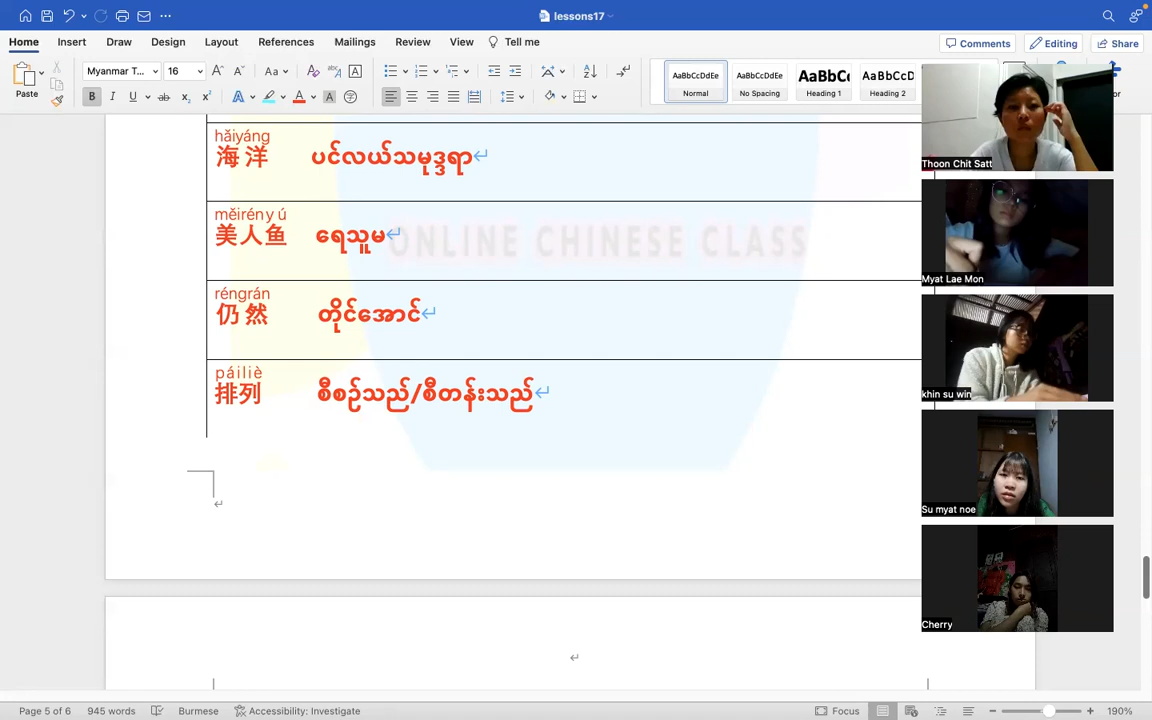 lessons17
Home Insert Draw Design Layout References Mailings Review View Tell me
Comments Editing Share
Paste
Myanmar T... 16
AaBbCcDdEe Normal
AaBbCcDdEe No Spacing
AaBbC Heading 1
AaBbCcD Heading 2
hǎiyáng
海洋 ပင်လယ်သမုဒ္ဒရာ
měirényú
美人鱼 ရေသူမ
ONLINE CHINESE CLASS
réngrán
仍然 တိုင်အောင်
páiliè
排列 စီစဉ်သည်/စီတန်းသည်
Thoon Chit Satt
Myat Lae Mon
khin su win
Su myat noe
Cherry
Page 5 of 6 945 words Burmese Accessibility: Investigate Focus 190%